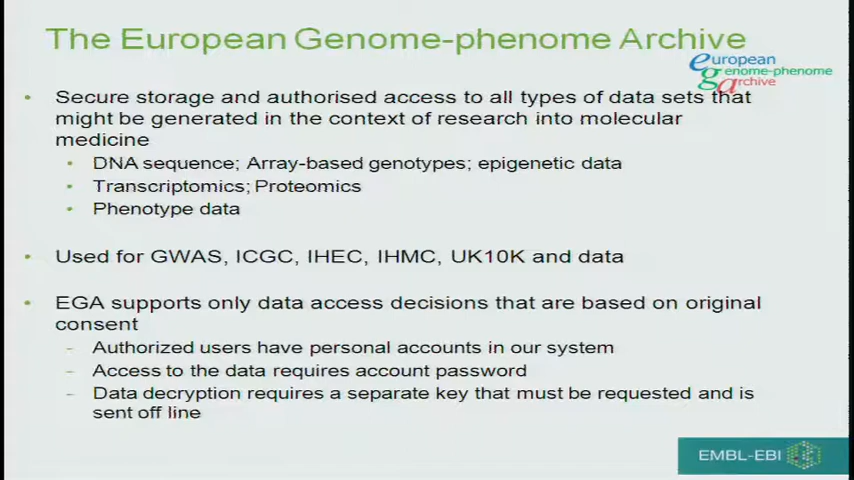 The European Genome-phenome Archive
european
genome-phenome
archive
• Secure storage and authorised access to all types of data sets that
might be generated in the context of research into molecular
medicine
• DNA sequence; Array-based genotypes; epigenetic data
• Transcriptomics; Proteomics
• Phenotype data
• Used for GWAS, ICGC, IHEC, IHMC, UK10K and data
• EGA supports only data access decisions that are based on original
consent
- Authorized users have personal accounts in our system
- Access to the data requires account password
- Data decryption requires a separate key that must be requested and is
sent off line
EMBL-EBI